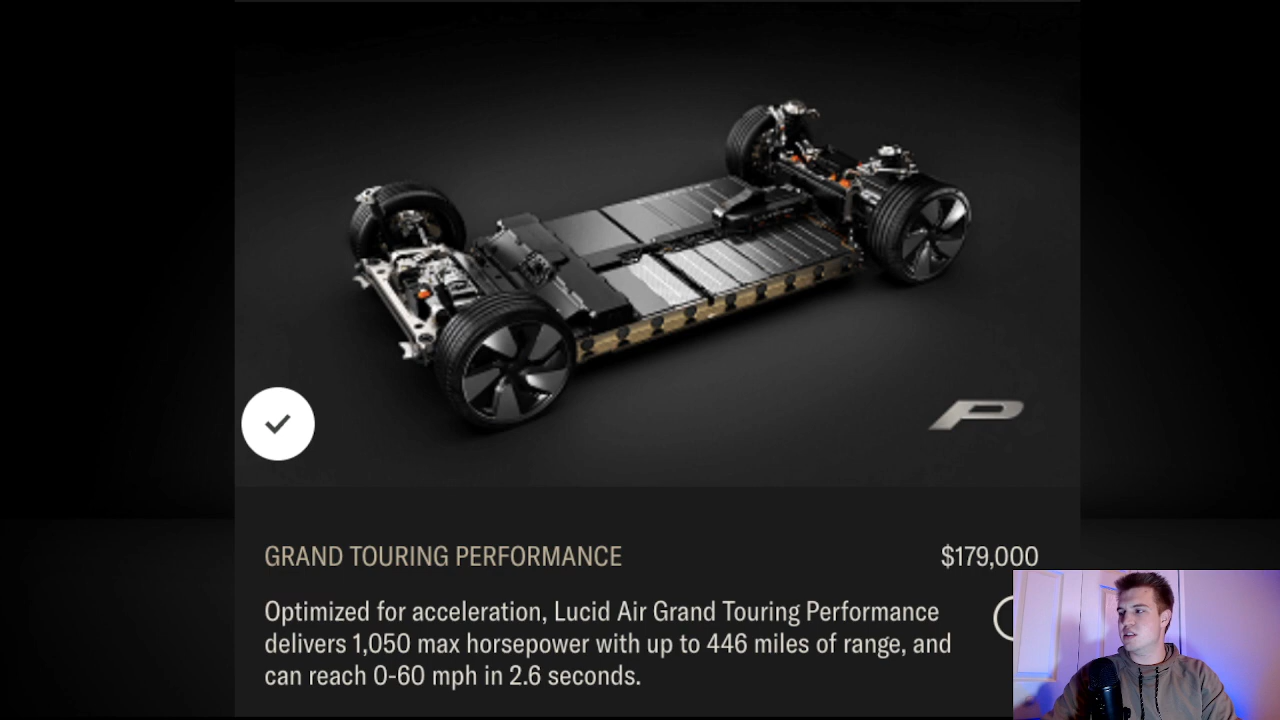 P
GRAND TOURING PERFORMANCE
$179,000
Optimized for acceleration, Lucid Air Grand Touring Performance
delivers 1,050 max horsepower with up to 446 miles of range, and
can reach 0-60 mph in 2.6 seconds.